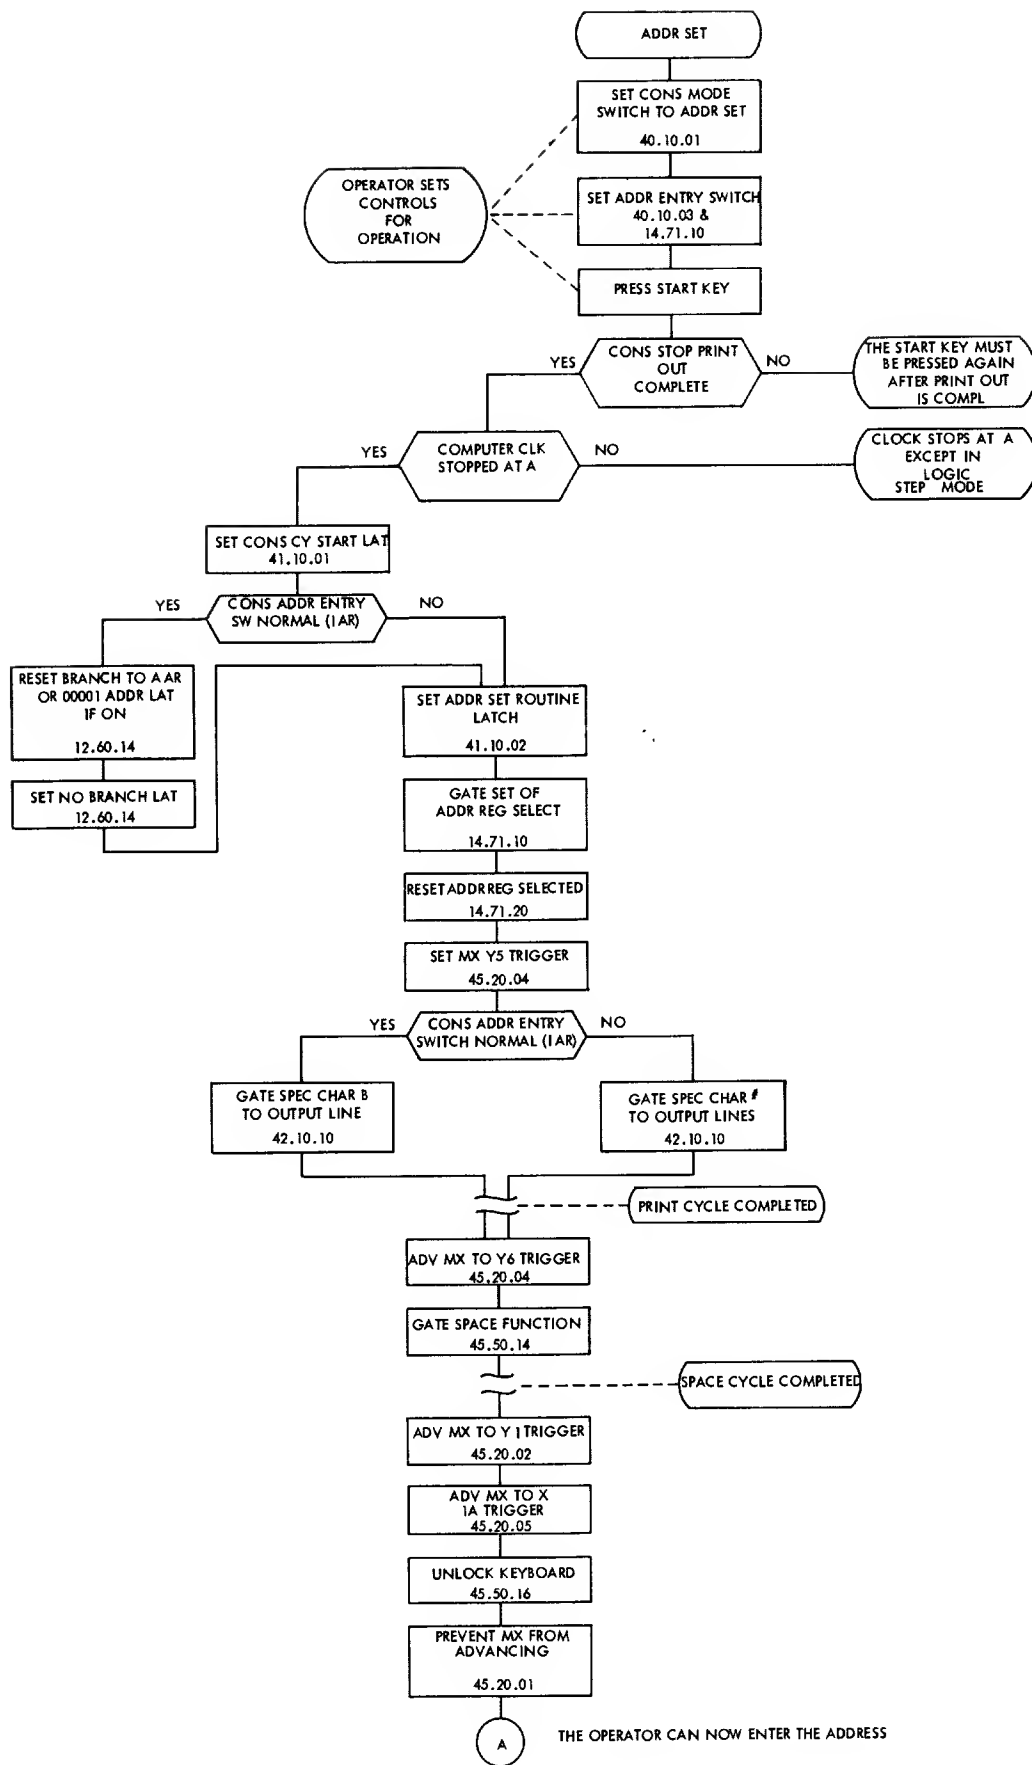 ADDR SET
SET CONS MODE
SWITCH TO ADDR SET
40.10.01
OPERATOR SETS
CONTROLS
FOR
OPERATION
SET ADDR ENTRY SWITCH
40.10.03 &
14.71.10
PRESS START KEY
YES
CONS STOP PRINT
OUT
COMPLETE
NO
THE START KEY MUST
BE PRESSED AGAIN
AFTER PRINT OUT
IS COMPL
YES
COMPUTER CLK
STOPPED AT A
NO
CLOCK STOPS AT A
EXCEPT IN
LOGIC
STEP MODE
SET CONS CY START LAT
41.10.01
YES
CONS ADDR ENTRY
SW NORMAL (IAR)
NO
RESET BRANCH TO A AR
OR 00001 ADDR LAT
IF ON
12.60.14
SET NO BRANCH LAT
12.60.14
SET ADDR SET ROUTINE
LATCH
41.10.02
GATE SET OF
ADDR REG SELECT
14.71.10
RESET ADDR REG SELECTED
14.71.20
SET MX Y5 TRIGGER
45.20.04
YES
CONS ADDR ENTRY
SWITCH NORMAL (IAR)
NO
GATE SPEC CHAR B
TO OUTPUT LINE
42.10.10
GATE SPEC CHAR #
TO OUTPUT LINES
42.10.10
PRINT CYCLE COMPLETED
ADV MX TO Y6 TRIGGER
45.20.04
GATE SPACE FUNCTION
45.50.14
SPACE CYCLE COMPLETED
ADV MX TO Y1 TRIGGER
45.20.02
ADV MX TO X
1A TRIGGER
45.20.05
UNLOCK KEYBOARD
45.50.16
PREVENT MX FROM
ADVANCING
45.20.01
A
THE OPERATOR CAN NOW ENTER THE ADDRESS